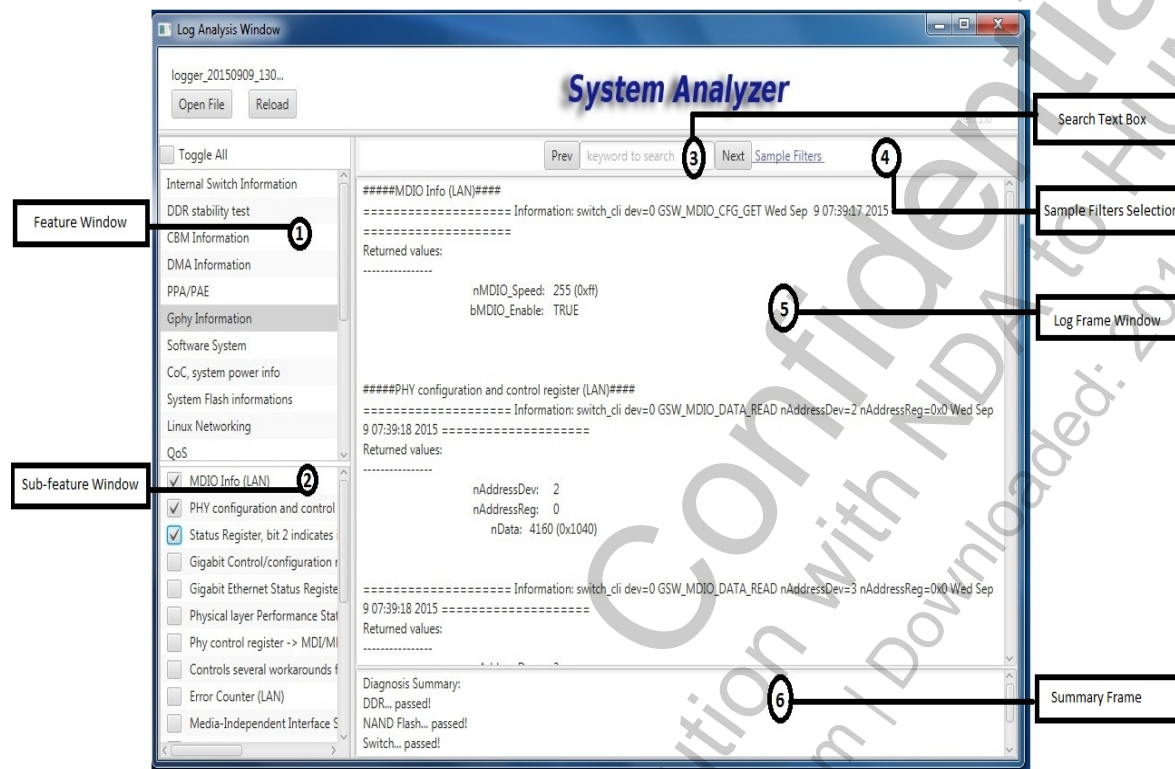 Log Analysis Window
logger_20150909_130...
Open File Reload
System Analyzer
Search Text Box
Toggle All
Prev keyword to search 3 Next Sample Filters 4
Sample Filters Selection
Feature Window
1
Internal Switch Information
DDR stability test
CBM Information
DMA Information
PPA/PAE
Gphy Information
Software System
CoC, system power info
System Flash informations
Linux Networking
QoS
Sub-feature Window
2
MDIO Info (LAN)
PHY configuration and control
Status Register, bit 2 indicates
Gigabit Control/configuration
Gigabit Ethernet Status Registe
Physical layer Performance Stat
Phy control register -> MDI/MI
Controls several workarounds f
Error Counter (LAN)
Media-Independent Interface S
#####MDIO Info (LAN)####
===================== Information: switch_cli dev=0 GSW_MDIO_CFG_GET Wed Sep 9 07:39:17 2015
=====================
Returned values:
----------------
nMDIO_Speed: 255 (0xff)
bMDIO_Enable: TRUE
5
Log Frame Window
#####PHY configuration and control register (LAN)####
===================== Information: switch_cli dev=0 GSW_MDIO_DATA_READ nAddressDev=2 nAddressReg=0x0 Wed Sep
9 07:39:18 2015 =====================
Returned values:
----------------
nAddressDev: 2
nAddressReg: 0
nData: 4160 (0x1040)
===================== Information: switch_cli dev=0 GSW_MDIO_DATA_READ nAddressDev=3 nAddressReg=0x0 Wed Sep
9 07:39:18 2015 =====================
Returned values:
----------------
Diagnosis Summary:
DDR... passed!
NAND Flash... passed!
Switch... passed!
6
Summary Frame
Confidential
with NDA to
Downloaded: 201